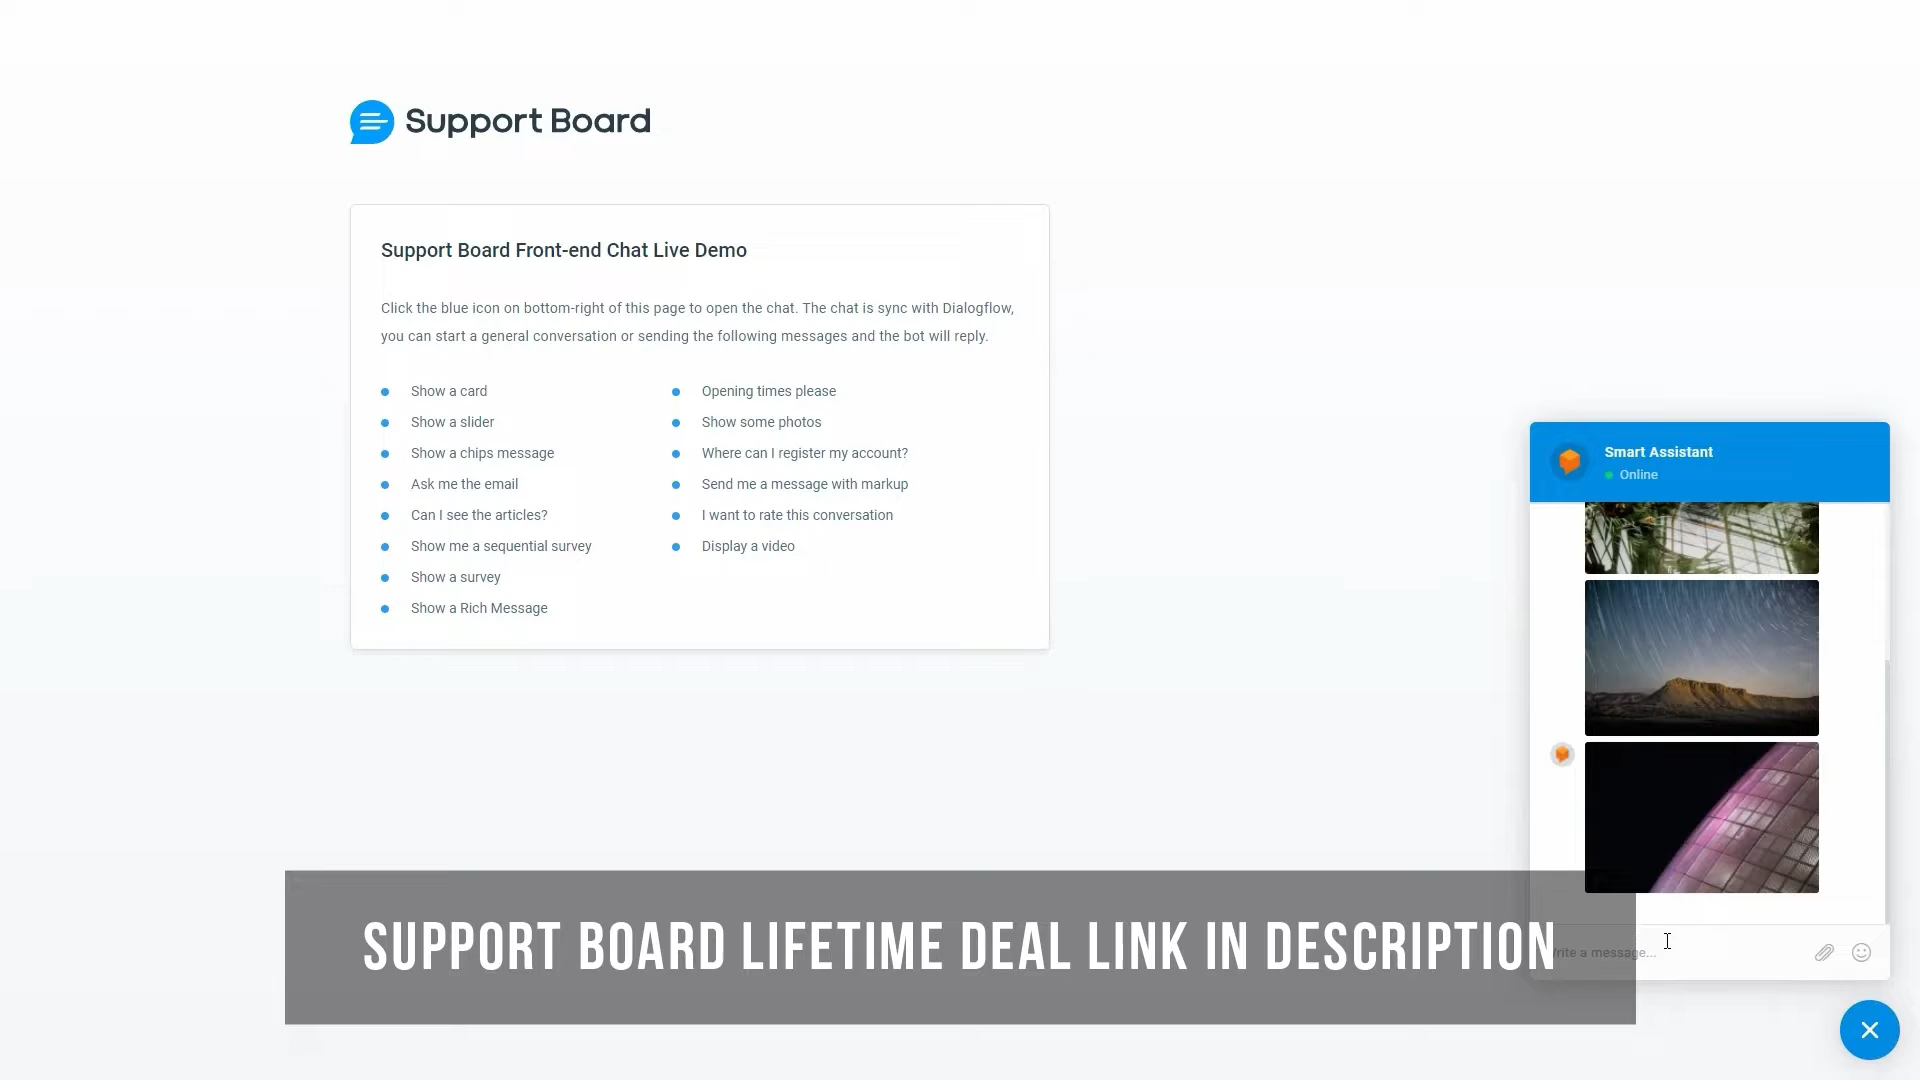 Support Board
Support Board Front-end Chat Live Demo
Click the blue icon on bottom-right of this page to open the chat. The chat is sync with Dialogflow,
you can start a general conversation or sending the following messages and the bot will reply.
Show a card
Show a slider
Show a chips message
Ask me the email
Can I see the articles?
Show me a sequential survey
Show a survey
Show a Rich Message
Opening times please
Show some photos
Where can I register my account?
Send me a message with markup
I want to rate this conversation
Display a video
Smart Assistant
Online
Write a message...
SUPPORT BOARD LIFETIME DEAL LINK IN DESCRIPTION